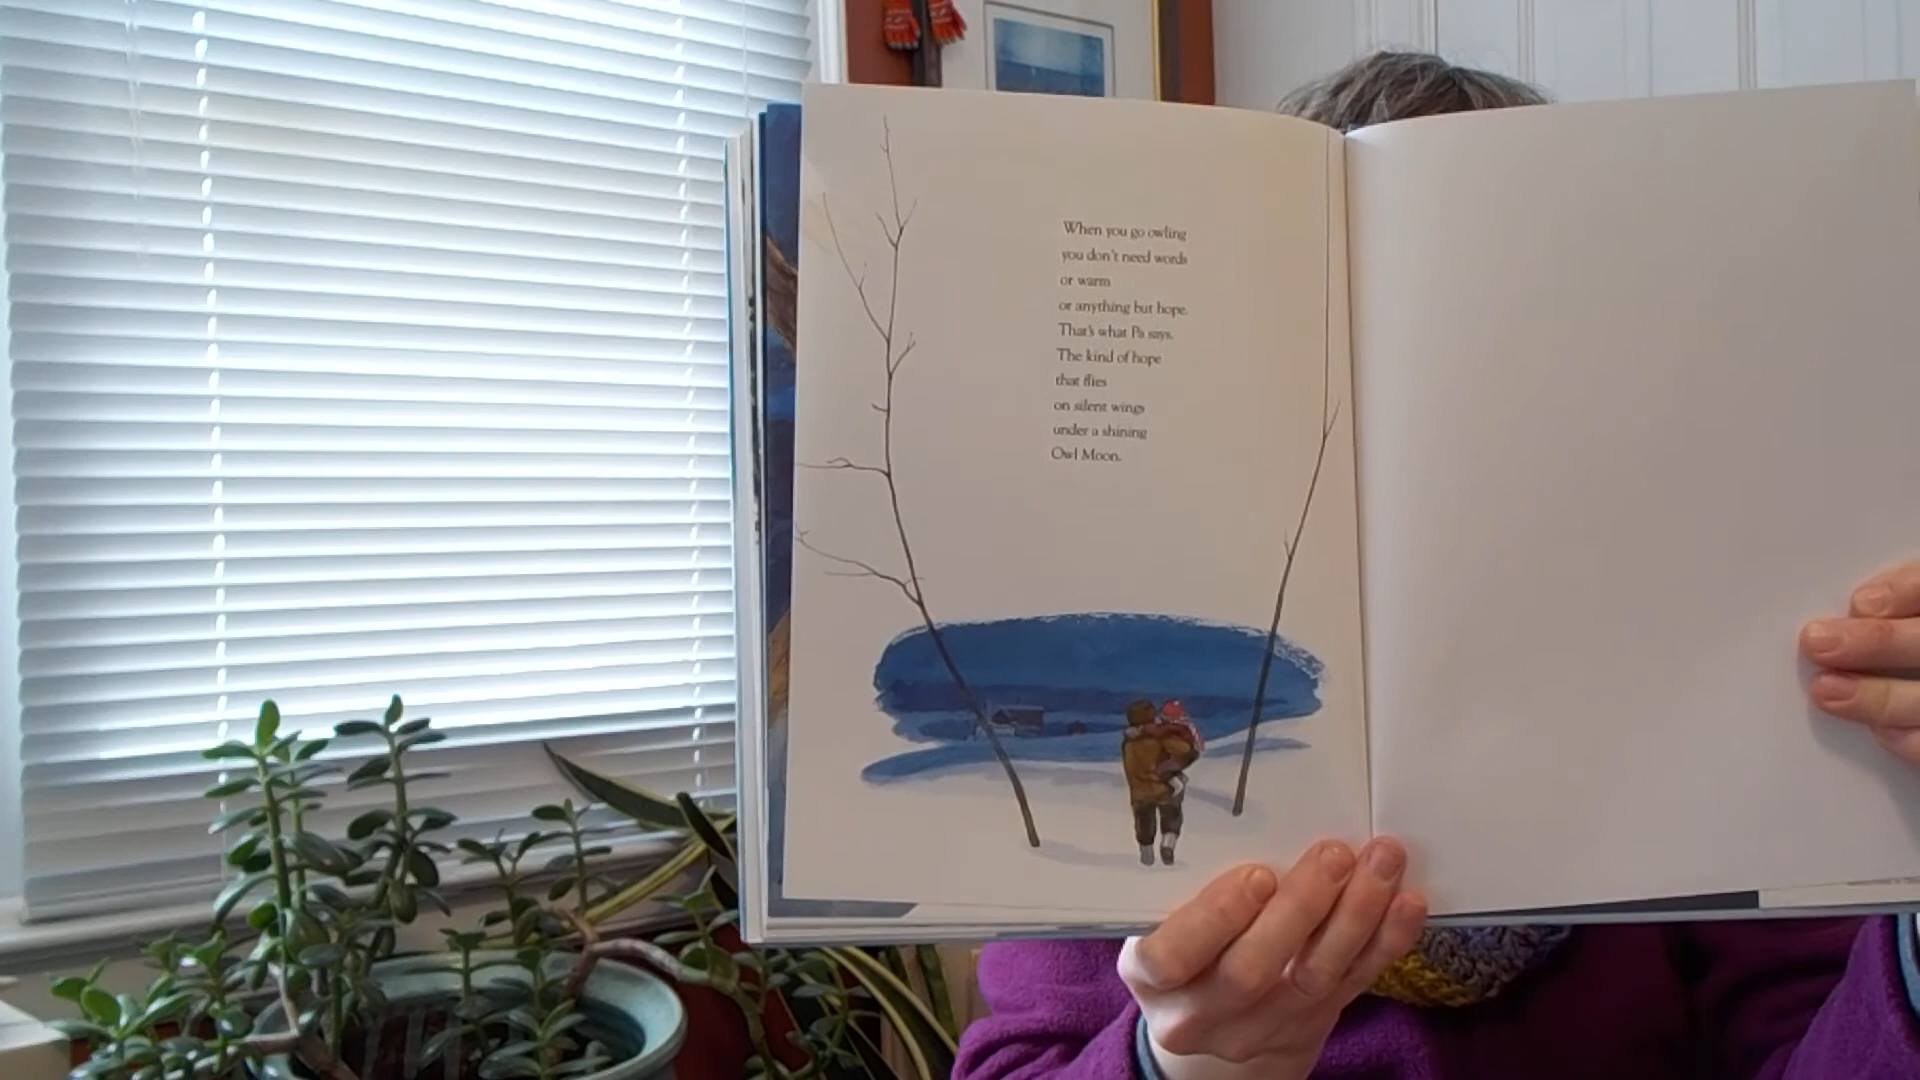 When you go owling
you don't need words
or warm
or anything but hope.
That's what Pa says.
The kind of hope
that flies
on silent wings
under a shining
Owl Moon.